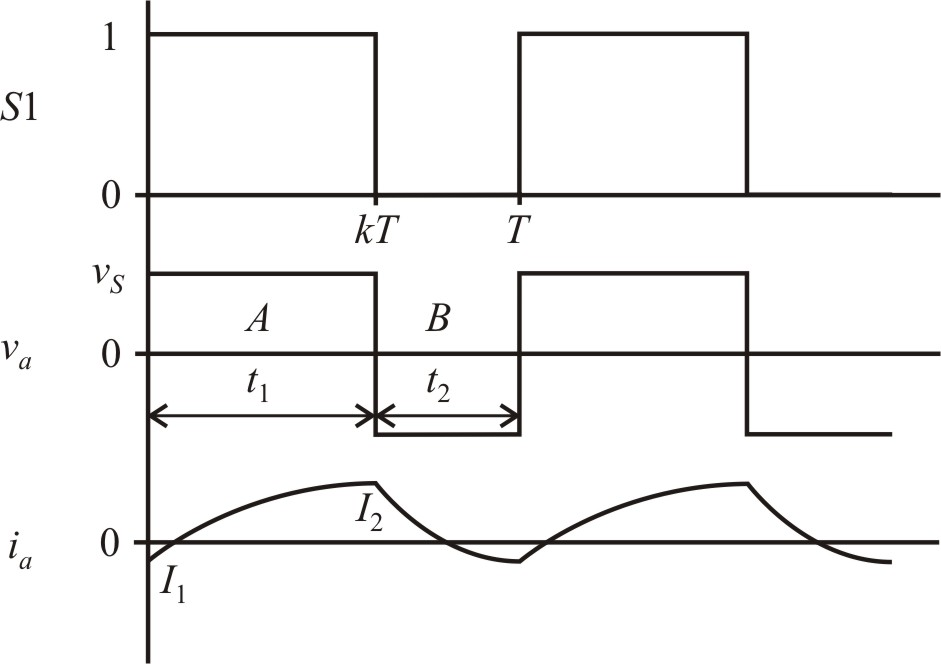 1
S1
0
kT T
v_S
A B
v_a 0
t_1 t_2
I_2
i_a 0
I_1